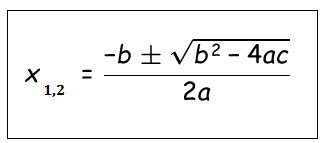 x₁,₂ = (-b ± √(b² - 4ac)) / 2a